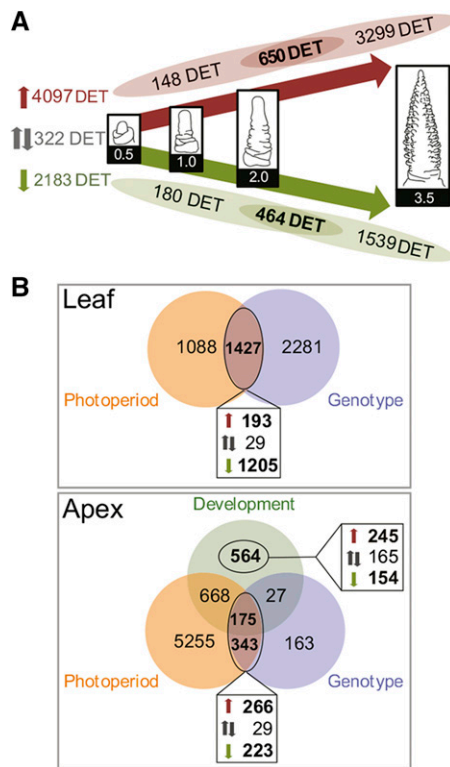 A
3299 DET
650 DET
148 DET
4097 DET
322 DET
2183 DET
0.5
1.0
2.0
3.5
180 DET
464 DET
1539 DET
B
Leaf
1088
1427
2281
Photoperiod
Genotype
193
29
1205
Apex
Development
564
245
165
154
668
27
175
5255
343
163
Photoperiod
Genotype
266
29
223